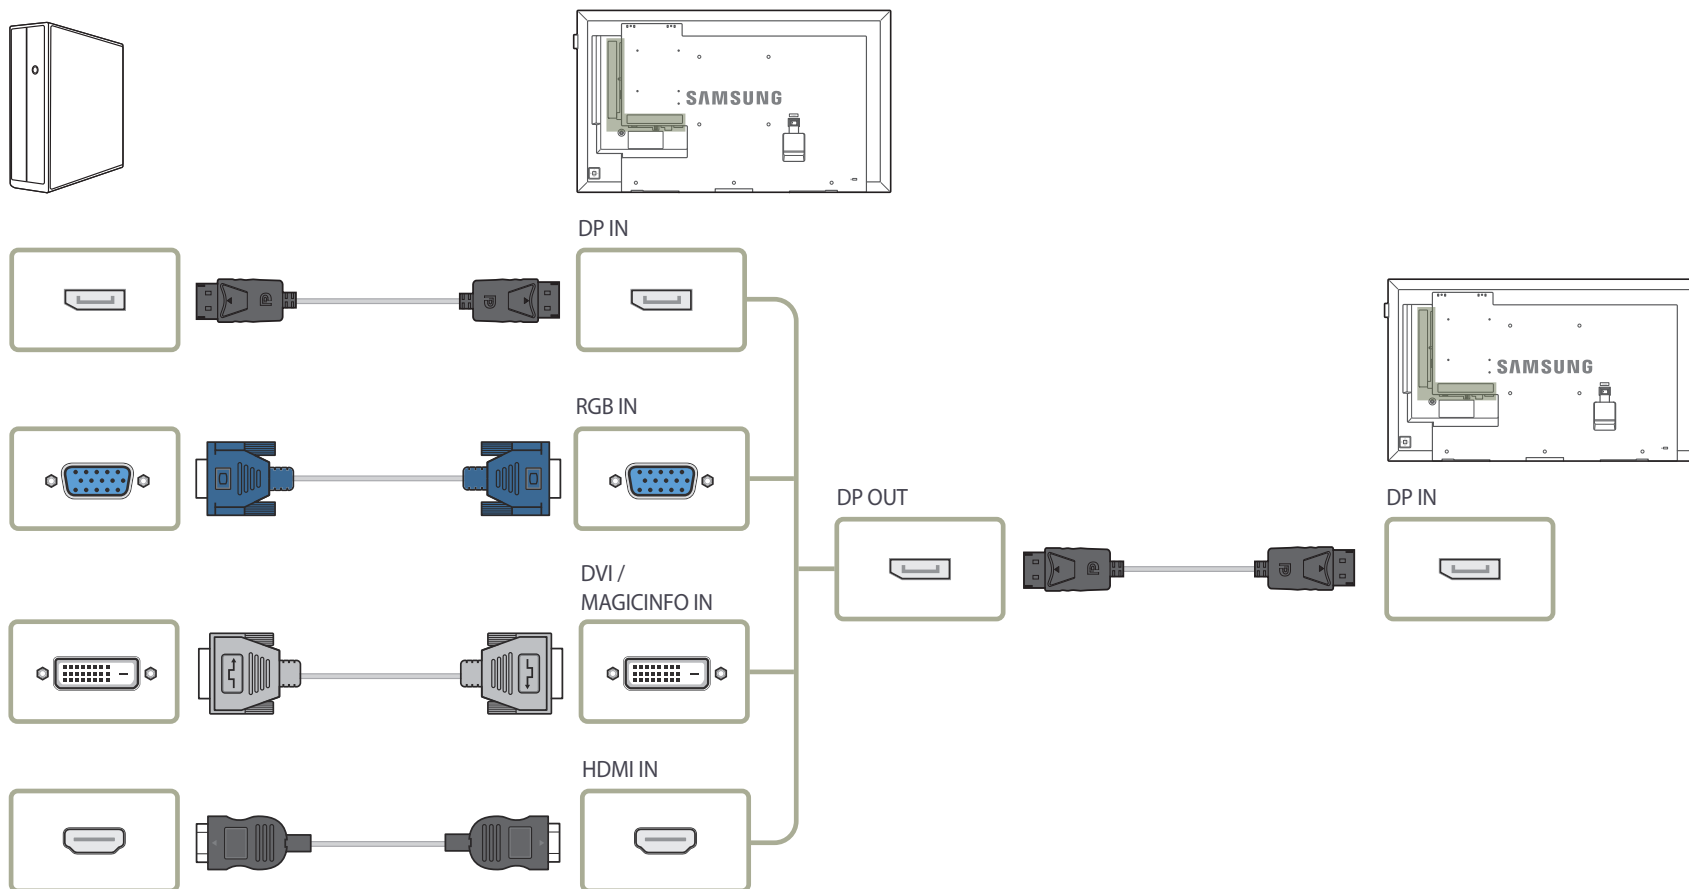 SAMSUNG
DP IN
SAMSUNG
RGB IN
DP OUT
DP IN
DVI /
MAGICINFO IN
HDMI IN